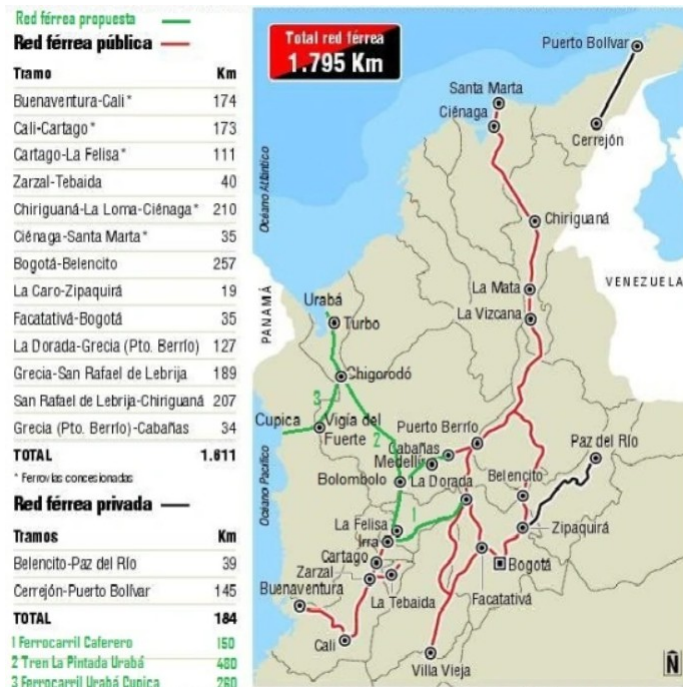 Red férrea propuesta
Red férrea pública
Tramo Km
Buenaventura-Cali* 174
Cali-Cartago* 173
Cartago-La Felisa* 111
Zarzal-Tebaida 40
Chiriguaná-La Loma-Ciénaga* 210
Ciénaga-Santa Marta* 35
Bogotá-Belencito 257
La Caro-Zipaquirá 19
Facatativá-Bogotá 35
La Dorada-Grecia (Pto. Berrío) 127
Grecia-San Rafael de Lebrija 189
San Rafael de Lebrija-Chiriguaná 207
Grecia (Pto. Berrío)-Cabañas 34
TOTAL 1.611
* Ferrovías concesionadas
Red férrea privada
Tramos Km
Belencito-Paz del Río 39
Cerrejón-Puerto Bolívar 145
TOTAL 184
1 Ferrocarril Caferero 150
2 Tren La Pintada Urabá 480
3 Ferrocarril Urabá Cupica 260
Total red férrea
1.795 Km
Puerto Bolívar
Santa Marta
Ciénaga
Cerrejón
Océano Atlántico
Chiriguaná
La Mata
VENEZUELA
La Vizcana
PANAMÁ
Urabá
Turbo
Chigorodó
3
Cupica
Vigía del
Fuerte
2
Puerto Berrío
Cabañas
Medellín
Paz del Río
Bolombolo
La Dorada
Belencito
Océano Pacífico
1
La Felisa
Irra
Zipaquirá
Cartago
Zarzal
Bogotá
Buenaventura
La Tebaida
Facatativá
Cali
Villa Vieja
N